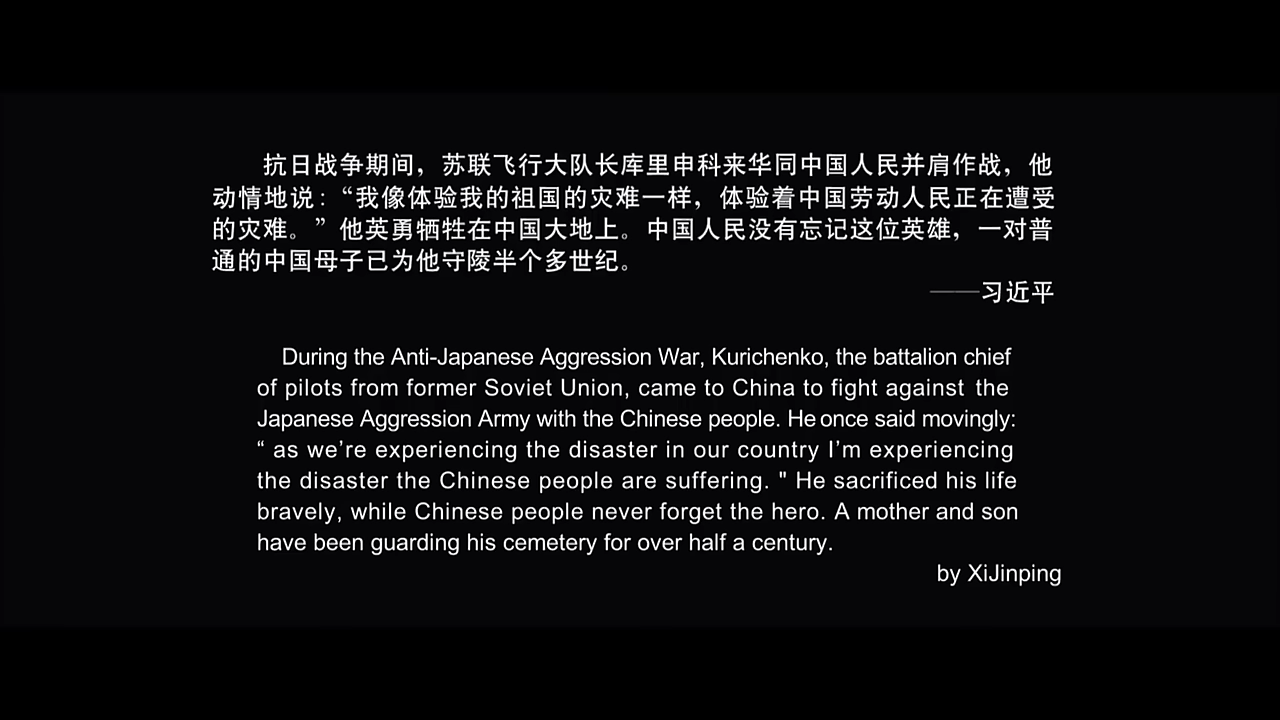 抗日战争期间，苏联飞行大队长库里申科来华同中国人民并肩作战，他
动情地说：“我像体验我的祖国的灾难一样，体验着中国劳动人民正在遭受
的灾难。”他英勇牺牲在中国大地上。中国人民没有忘记这位英雄，一对普
通的中国母子已为他守陵半个多世纪。
——习近平
During the Anti-Japanese Aggression War, Kurichenko, the battalion chief
of pilots from former Soviet Union, came to China to fight against the
Japanese Aggression Army with the Chinese people. He once said movingly:
“ as we’re experiencing the disaster in our country I’m experiencing
the disaster the Chinese people are suffering. " He sacrificed his life
bravely, while Chinese people never forget the hero. A mother and son
have been guarding his cemetery for over half a century.
by XiJinping